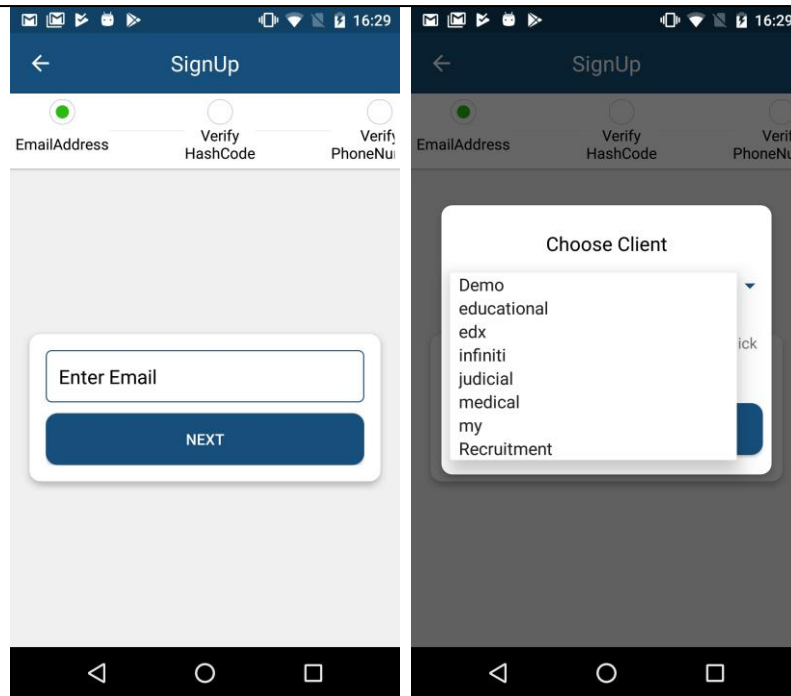 16:29
SignUp
EmailAddress
Verify
HashCode
Verify
PhoneNu
Enter Email
NEXT
16:29
SignUp
EmailAddress
Verify
HashCode
Verif
PhoneNu
Choose Client
Demo
educational
edx
infiniti
judicial
medical
my
Recruitment
ick